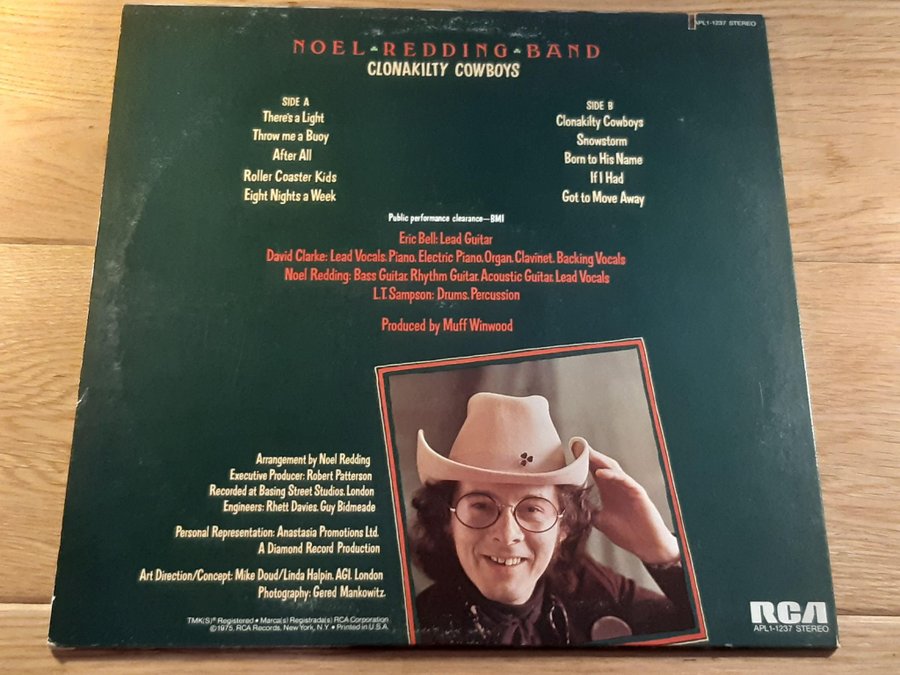 APL1-1237 STEREO
NOEL REDDING BAND
CLONAKILTY COWBOYS
SIDE A
There's a Light
Throw me a Buoy
After All
Roller Coaster Kids
Eight Nights a Week
SIDE B
Clonakilty Cowboys
Snowstorm
Born to His Name
If I Had
Got to Move Away
Public performance clearance—BMI
Eric Bell: Lead Guitar
David Clarke: Lead Vocals. Piano. Electric Piano. Organ. Clavinet. Backing Vocals
Noel Redding: Bass Guitar. Rhythm Guitar. Acoustic Guitar. Lead Vocals
L.T. Sampson: Drums. Percussion
Produced by Muff Winwood
Arrangement by Noel Redding
Executive Producer: Robert Patterson
Recorded at Basing Street Studios. London
Engineers: Rhett Davies. Guy Bidmeade
Personal Representation: Anastasia Promotions Ltd.
A Diamond Record Production
Art Direction/Concept: Mike Doud/Linda Halpin. AGI. London
Photography: Gered Mankowitz.
TMK(S)® Registered • Marca(s) Registrada(s) RCA Corporation
©1975, RCA Records, New York, N.Y. • Printed in U.S.A.
RCA
APL1-1237 STEREO